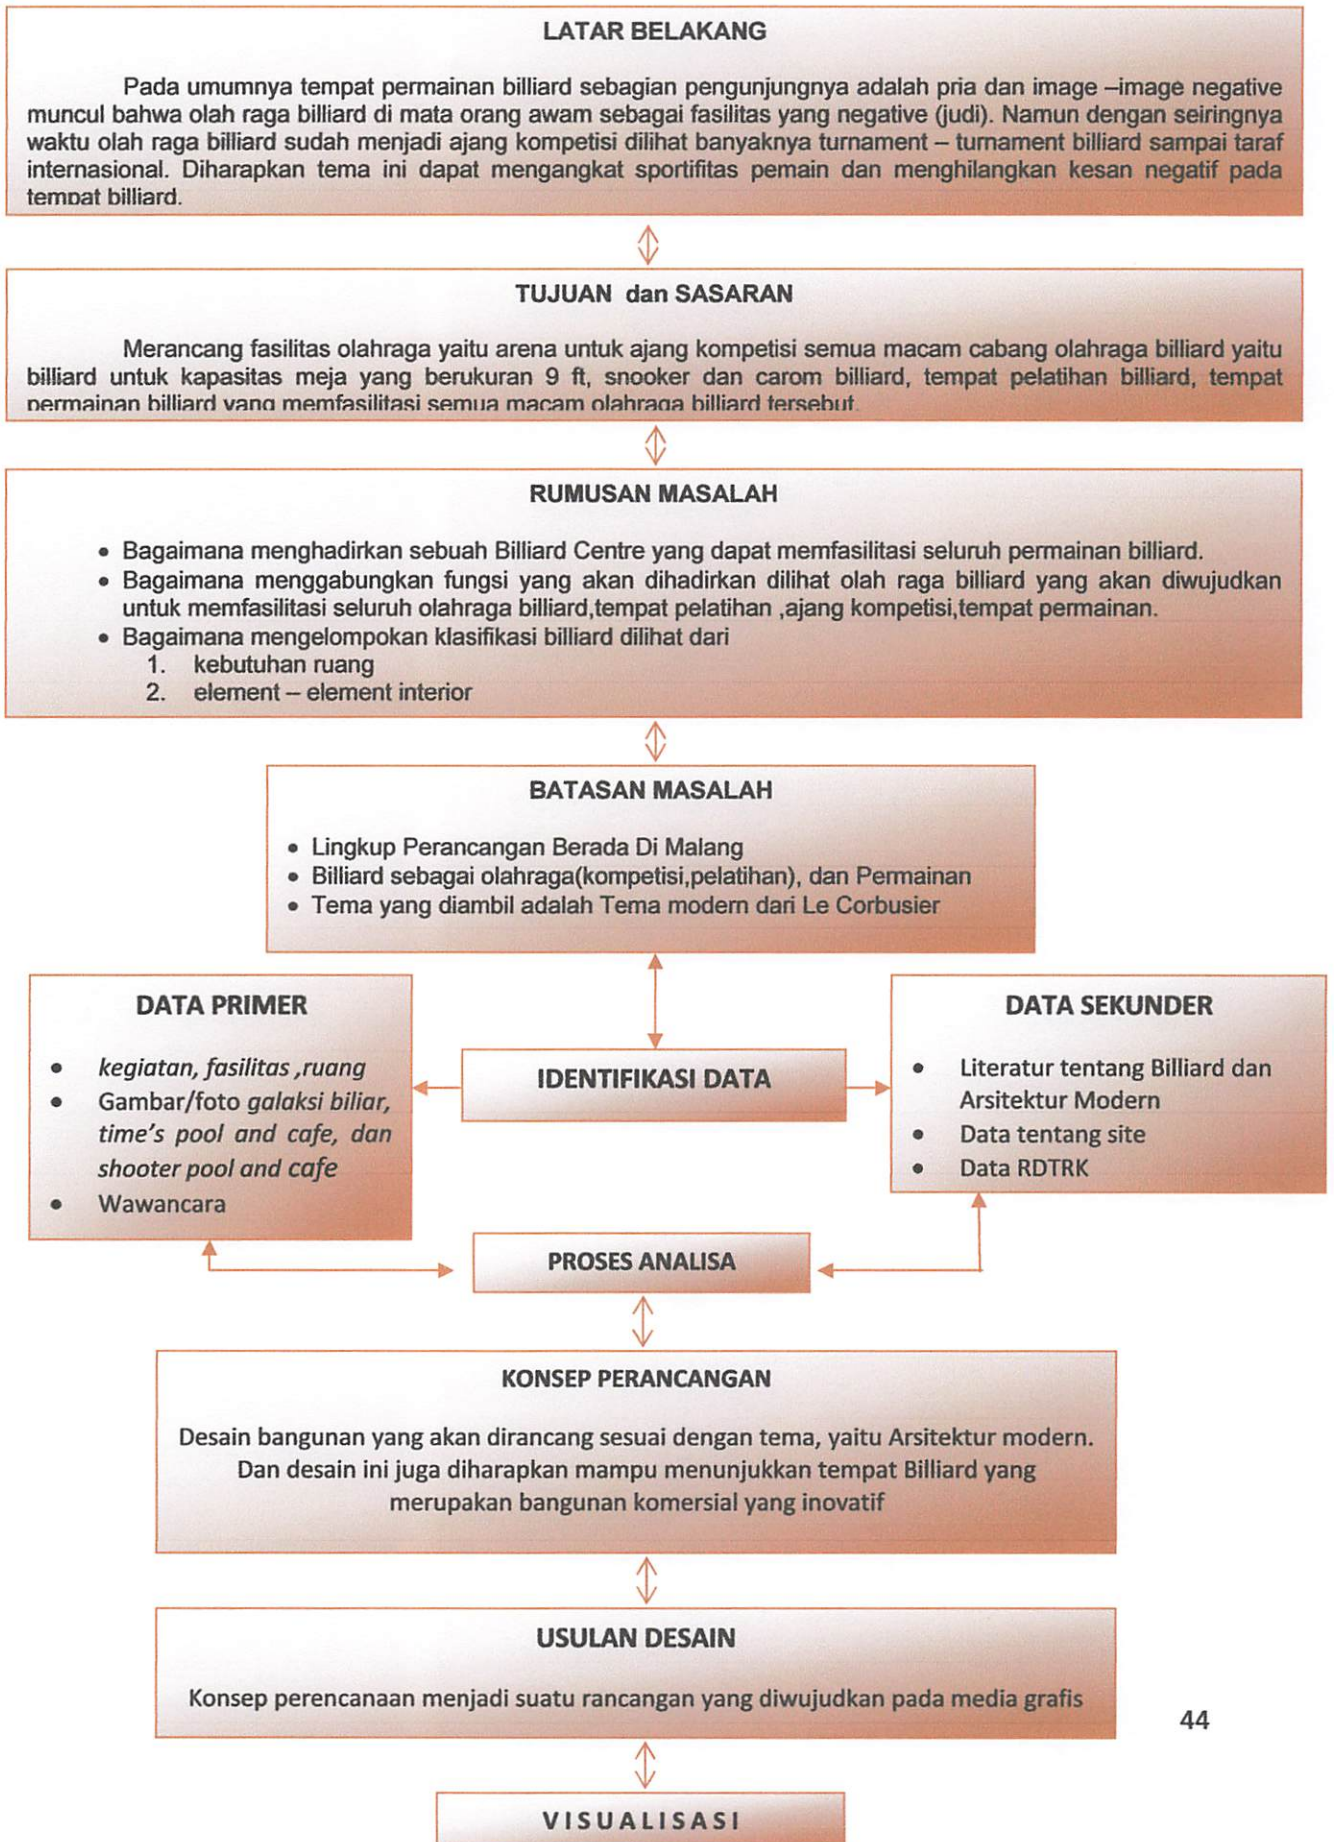 LATAR BELAKANG
Pada umumnya tempat permainan billiard sebagian pengunjungnya adalah pria dan image –image negative
muncul bahwa olah raga billiard di mata orang awam sebagai fasilitas yang negative (judi). Namun dengan seiringnya
waktu olah raga billiard sudah menjadi ajang kompetisi dilihat banyaknya turnament – turnament billiard sampai taraf
internasional. Diharapkan tema ini dapat mengangkat sportifitas pemain dan menghilangkan kesan negatif pada
tempat billiard.
TUJUAN dan SASARAN
Merancang fasilitas olahraga yaitu arena untuk ajang kompetisi semua macam cabang olahraga billiard yaitu
billiard untuk kapasitas meja yang berukuran 9 ft, snooker dan carom billiard, tempat pelatihan billiard, tempat
permainan billiard yang memfasilitasi semua macam olahraga billiard tersebut.
RUMUSAN MASALAH
• Bagaimana menghadirkan sebuah Billiard Centre yang dapat memfasilitasi seluruh permainan billiard.
• Bagaimana menggabungkan fungsi yang akan dihadirkan dilihat olah raga billiard yang akan diwujudkan
untuk memfasilitasi seluruh olahraga billiard,tempat pelatihan ,ajang kompetisi,tempat permainan.
• Bagaimana mengelompokan klasifikasi billiard dilihat dari
1. kebutuhan ruang
2. element – element interior
BATASAN MASALAH
• Lingkup Perancangan Berada Di Malang
• Billiard sebagai olahraga(kompetisi,pelatihan), dan Permainan
• Tema yang diambil adalah Tema modern dari Le Corbusier
DATA PRIMER
• kegiatan, fasilitas ,ruang
• Gambar/foto galaksi biliar,
time's pool and cafe, dan
shooter pool and cafe
• Wawancara
IDENTIFIKASI DATA
DATA SEKUNDER
• Literatur tentang Billiard dan
Arsitektur Modern
• Data tentang site
• Data RDTRK
PROSES ANALISA
KONSEP PERANCANGAN
Desain bangunan yang akan dirancang sesuai dengan tema, yaitu Arsitektur modern.
Dan desain ini juga diharapkan mampu menunjukkan tempat Billiard yang
merupakan bangunan komersial yang inovatif
USULAN DESAIN
Konsep perencanaan menjadi suatu rancangan yang diwujudkan pada media grafis
44
VISUALISASI